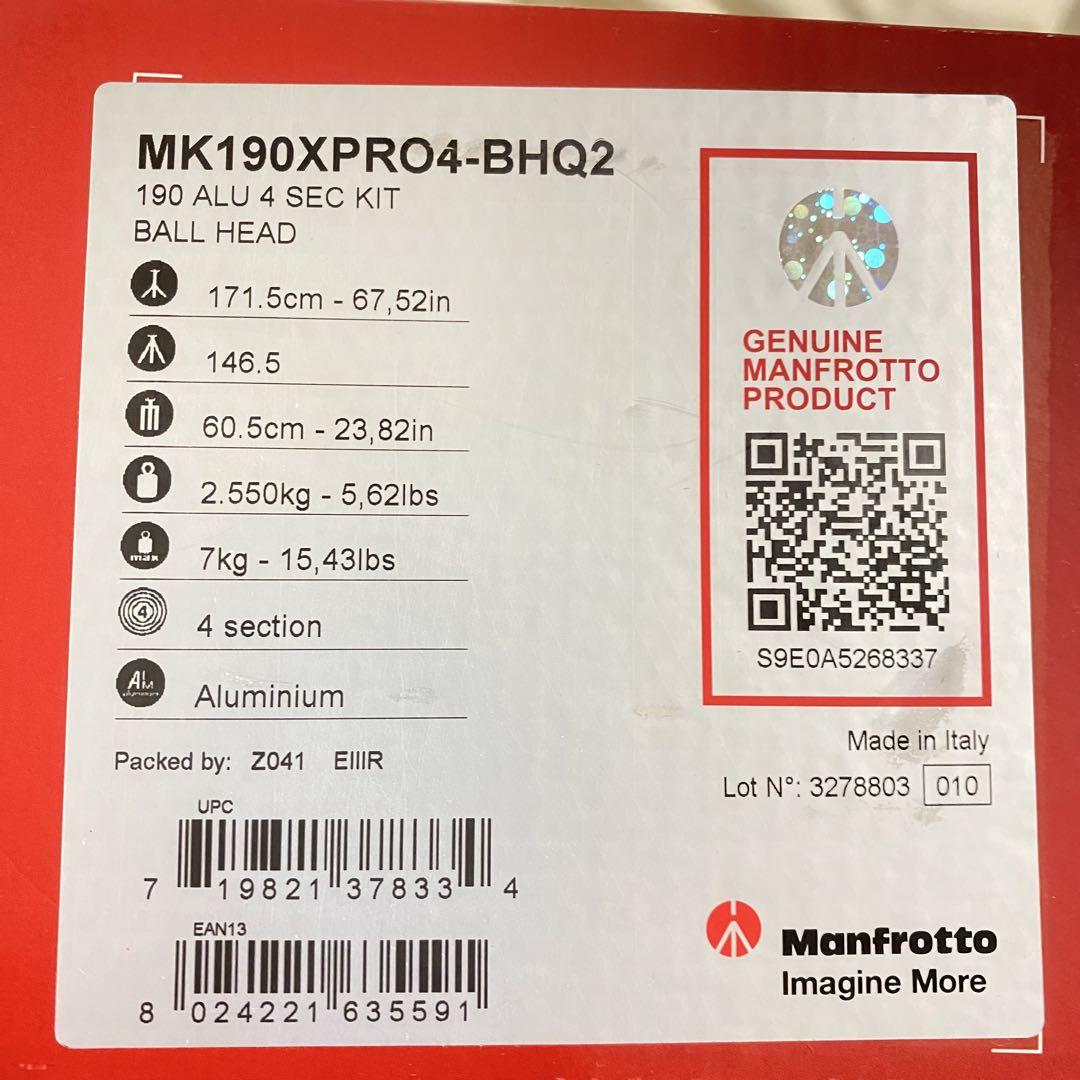 MK190XPRO4-BHQ2
190 ALU 4 SEC KIT
BALL HEAD
171.5cm - 67,52in
146.5
60.5cm - 23,82in
2.550kg - 5,62lbs
max
7kg - 15,43lbs
4
4 section
Aluminium
Packed by: Z041 EIIIR
UPC
7 19821 37833 4
EAN13
8 024221 635591
GENUINE
MANFROTTO
PRODUCT
S9E0A5268337
Made in Italy
Lot N°: 3278803 010
Manfrotto
Imagine More